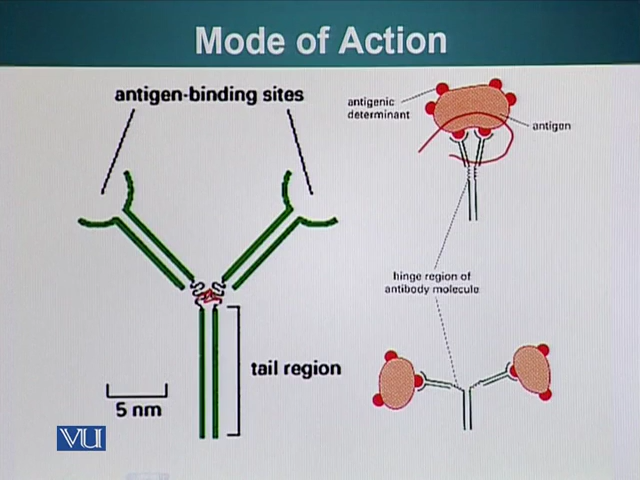 Mode of Action
antigen-binding sites
antigenic
determinant
antigen
hinge region of
antibody molecule
tail region
5 nm
VU